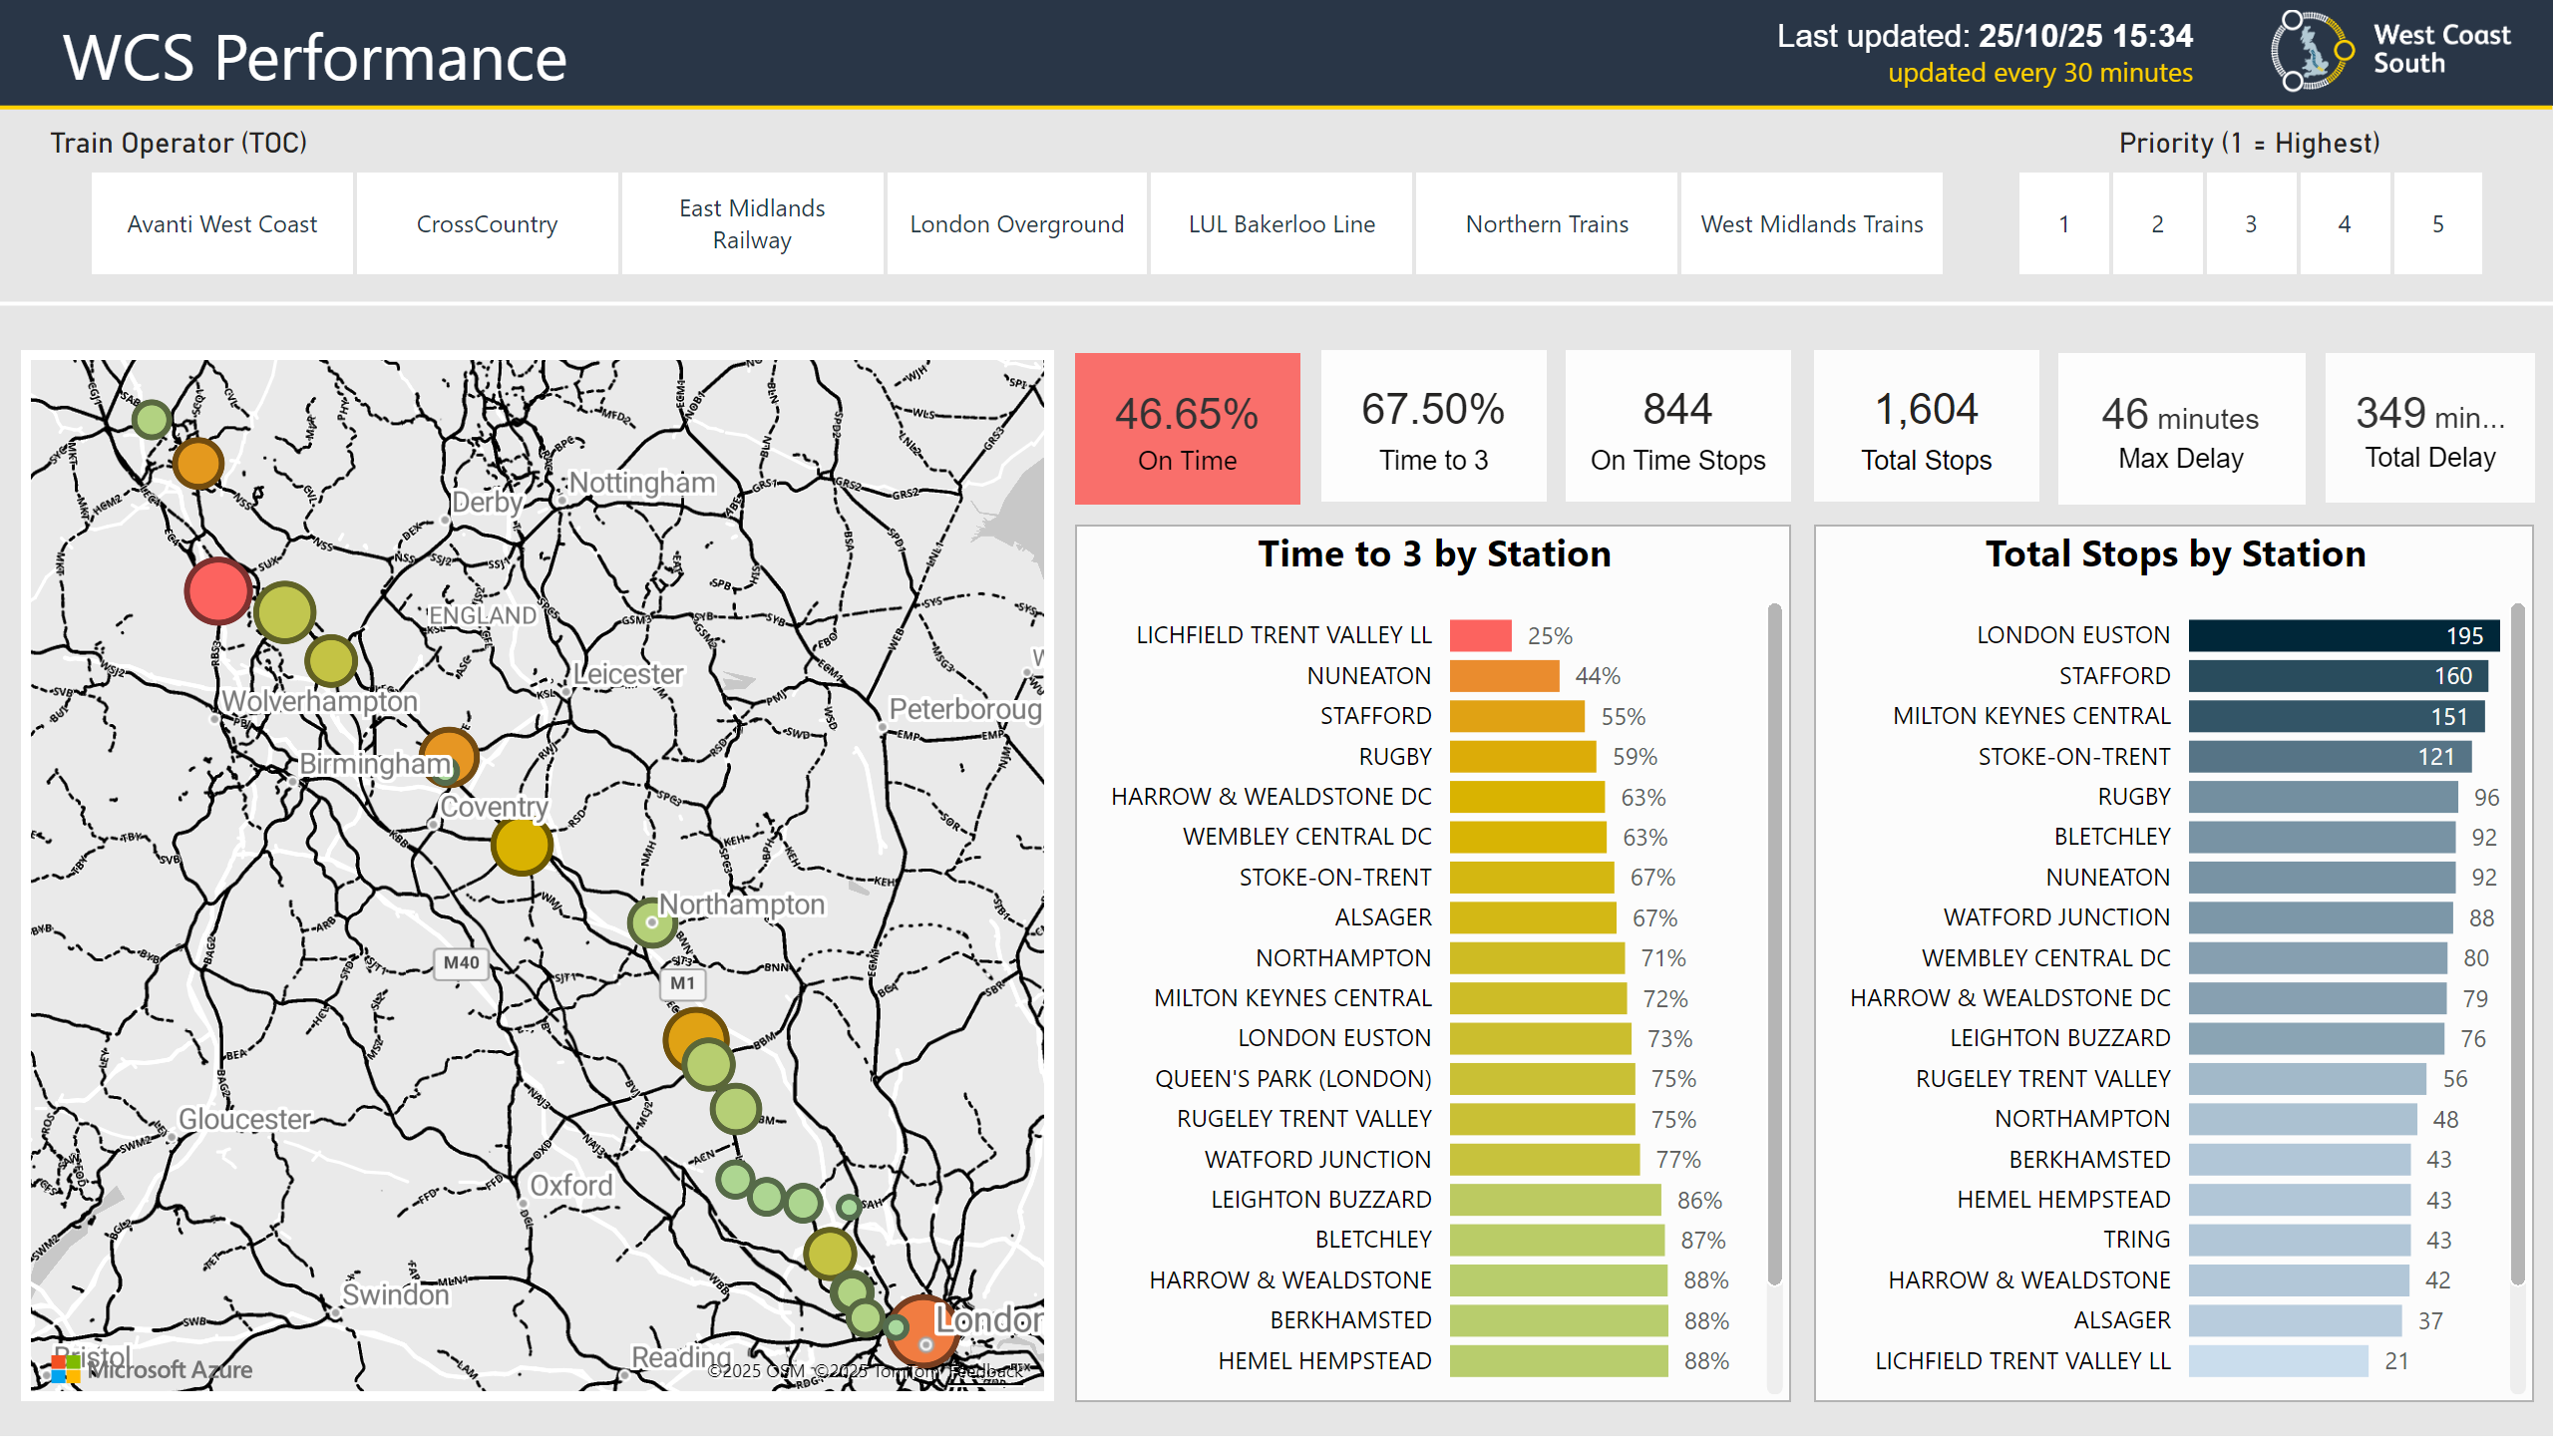 WCS Performance
Last updated: 25/10/25 15:34
updated every 30 minutes
West Coast
South
Train Operator (TOC)
Priority (1 = Highest)
Avanti West Coast
CrossCountry
East Midlands
Railway
London Overground
LUL Bakerloo Line
Northern Trains
West Midlands Trains
1
2
3
4
5
Derby
Nottingham
ENGLAND
Leicester
Wolverhampton
Peterboroug
Birmingham
Coventry
Northampton
M40
M1
Gloucester
Oxford
Swindon
London
Bristol
Reading
Microsoft Azure
©2025 OSM ©2025 TomTom Feedback
46.65%
On Time
67.50%
Time to 3
844
On Time Stops
1,604
Total Stops
46 minutes
Max Delay
349 min...
Total Delay
Time to 3 by Station
LICHFIELD TRENT VALLEY LL 25%
NUNEATON 44%
STAFFORD 55%
RUGBY 59%
HARROW & WEALDSTONE DC 63%
WEMBLEY CENTRAL DC 63%
STOKE-ON-TRENT 67%
ALSAGER 67%
NORTHAMPTON 71%
MILTON KEYNES CENTRAL 72%
LONDON EUSTON 73%
QUEEN'S PARK (LONDON) 75%
RUGELEY TRENT VALLEY 75%
WATFORD JUNCTION 77%
LEIGHTON BUZZARD 86%
BLETCHLEY 87%
HARROW & WEALDSTONE 88%
BERKHAMSTED 88%
HEMEL HEMPSTEAD 88%
Total Stops by Station
LONDON EUSTON 195
STAFFORD 160
MILTON KEYNES CENTRAL 151
STOKE-ON-TRENT 121
RUGBY 96
BLETCHLEY 92
NUNEATON 92
WATFORD JUNCTION 88
WEMBLEY CENTRAL DC 80
HARROW & WEALDSTONE DC 79
LEIGHTON BUZZARD 76
RUGELEY TRENT VALLEY 56
NORTHAMPTON 48
BERKHAMSTED 43
HEMEL HEMPSTEAD 43
TRING 43
HARROW & WEALDSTONE 42
ALSAGER 37
LICHFIELD TRENT VALLEY LL 21